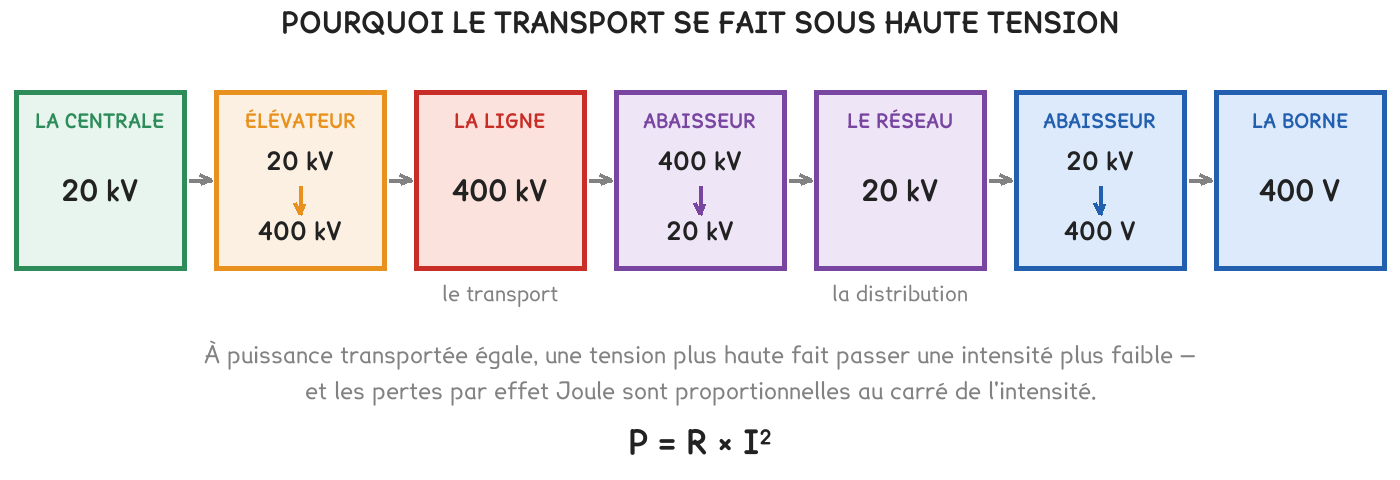 POURQUOI LE TRANSPORT SE FAIT SOUS HAUTE TENSION
LA CENTRALE
20 kV
ÉLÉVATEUR
20 kV
400 kV
LA LIGNE
400 kV
ABAISSEUR
400 kV
20 kV
LE RÉSEAU
20 kV
ABAISSEUR
20 kV
400 V
LA BORNE
400 V
le transport
la distribution
À puissance transportée égale, une tension plus haute fait passer une intensité plus faible —
et les pertes par effet Joule sont proportionnelles au carré de l'intensité.
P = R × I²